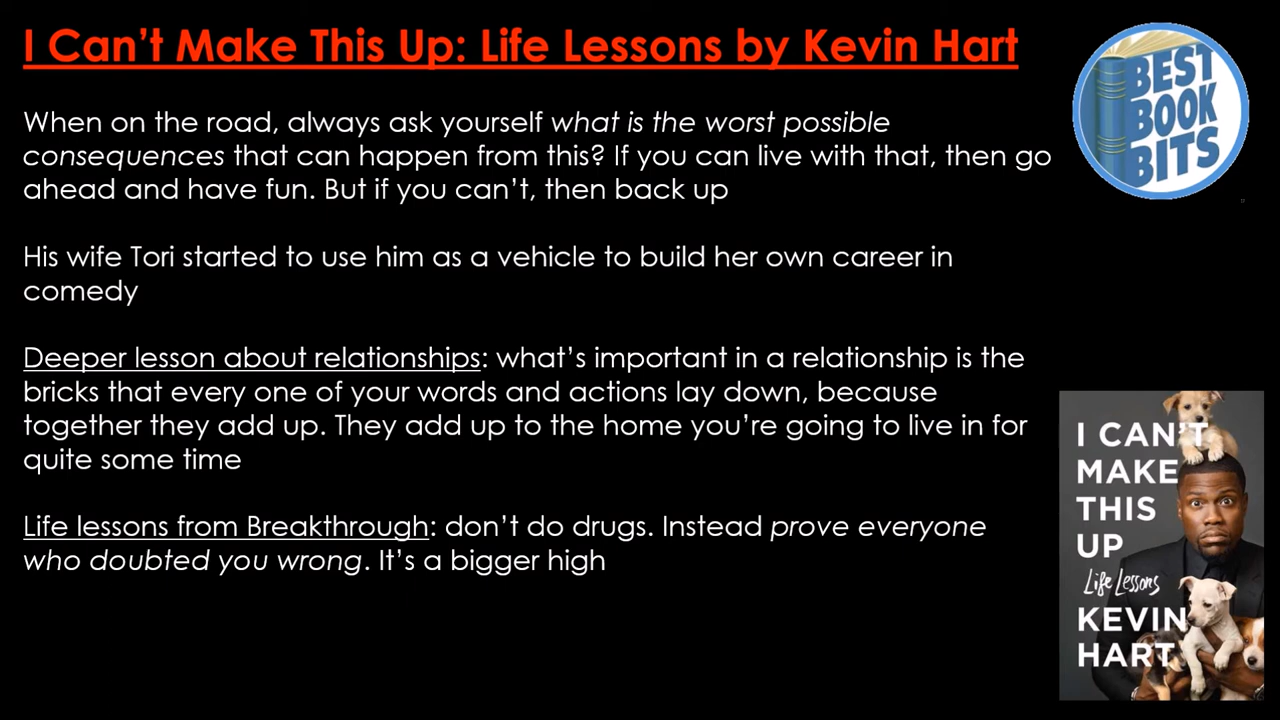 I Can’t Make This Up: Life Lessons by Kevin Hart
BEST
BOOK
BITS
When on the road, always ask yourself what is the worst possible
consequences that can happen from this? If you can live with that, then go
ahead and have fun. But if you can’t, then back up
His wife Tori started to use him as a vehicle to build her own career in
comedy
Deeper lesson about relationships: what’s important in a relationship is the
bricks that every one of your words and actions lay down, because
together they add up. They add up to the home you’re going to live in for
quite some time
Life lessons from Breakthrough: don’t do drugs. Instead prove everyone
who doubted you wrong. It’s a bigger high
I CAN’T
MAKE
THIS
UP
Life Lessons
KEVIN
HART